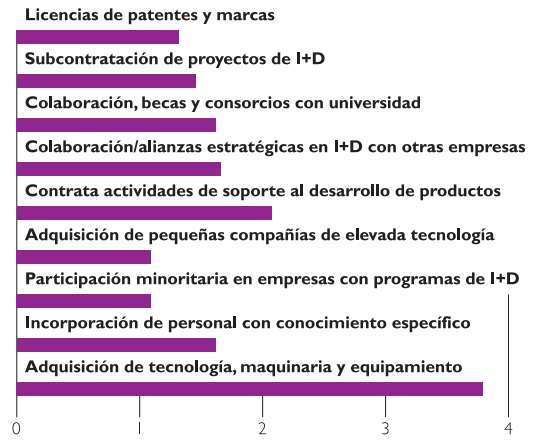 Licencias de patentes y marcas
Subcontratación de proyectos de I+D
Colaboración, becas y consorcios con universidad
Colaboración/alianzas estratégicas en I+D con otras empresas
Contrata actividades de soporte al desarrollo de productos
Adquisición de pequeñas compañías de elevada tecnología
Participación minoritaria en empresas con programas de I+D
Incorporación de personal con conocimiento específico
Adquisición de tecnología, maquinaria y equipamiento
0 1 2 3 4